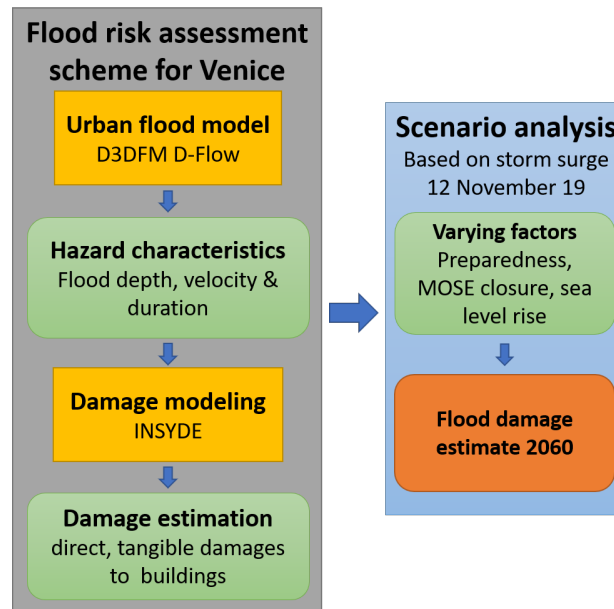 Flood risk assessment
scheme for Venice
Urban flood model
D3DFM D-Flow
Hazard characteristics
Flood depth, velocity &
duration
Damage modeling
INSYDE
Damage estimation
direct, tangible damages
to buildings
Scenario analysis
Based on storm surge
12 November 19
Varying factors
Preparedness,
MOSE closure, sea
level rise
Flood damage
estimate 2060